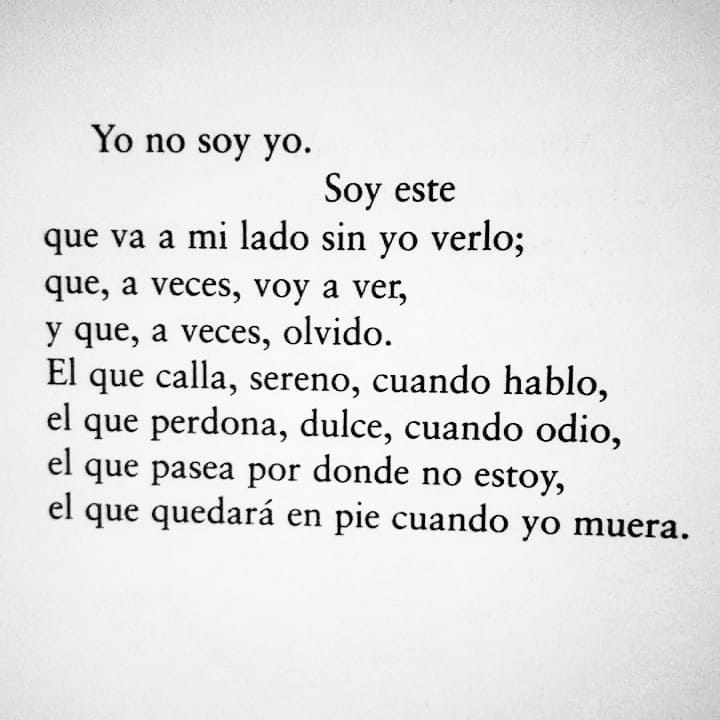 Yo no soy yo.
Soy este
que va a mi lado sin yo verlo;
que, a veces, voy a ver,
y que, a veces, olvido.
El que calla, sereno, cuando hablo,
el que perdona, dulce, cuando odio,
el que pasea por donde no estoy,
el que quedará en pie cuando yo muera.